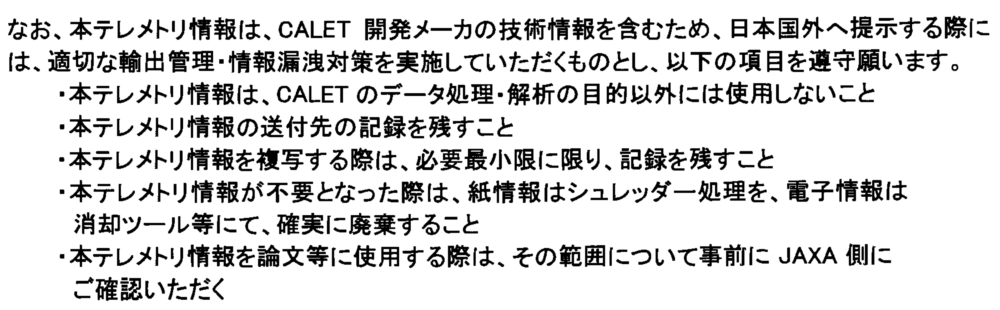 なお、本テレメトリ情報は、CALET 開発メーカの技術情報を含むため、日本国外へ提示する際に
は、適切な輸出管理・情報漏洩対策を実施していただくものとし、以下の項目を遵守願います。
・本テレメトリ情報は、CALET のデータ処理・解析の目的以外には使用しないこと
・本テレメトリ情報の送付先の記録を残すこと
・本テレメトリ情報を複写する際は、必要最小限に限り、記録を残すこと
・本テレメトリ情報が不要となった際は、紙情報はシュレッダー処理を、電子情報は
消却ツール等にて、確実に廃棄すること
・本テレメトリ情報を論文等に使用する際は、その範囲について事前に JAXA 側に
ご確認いただく